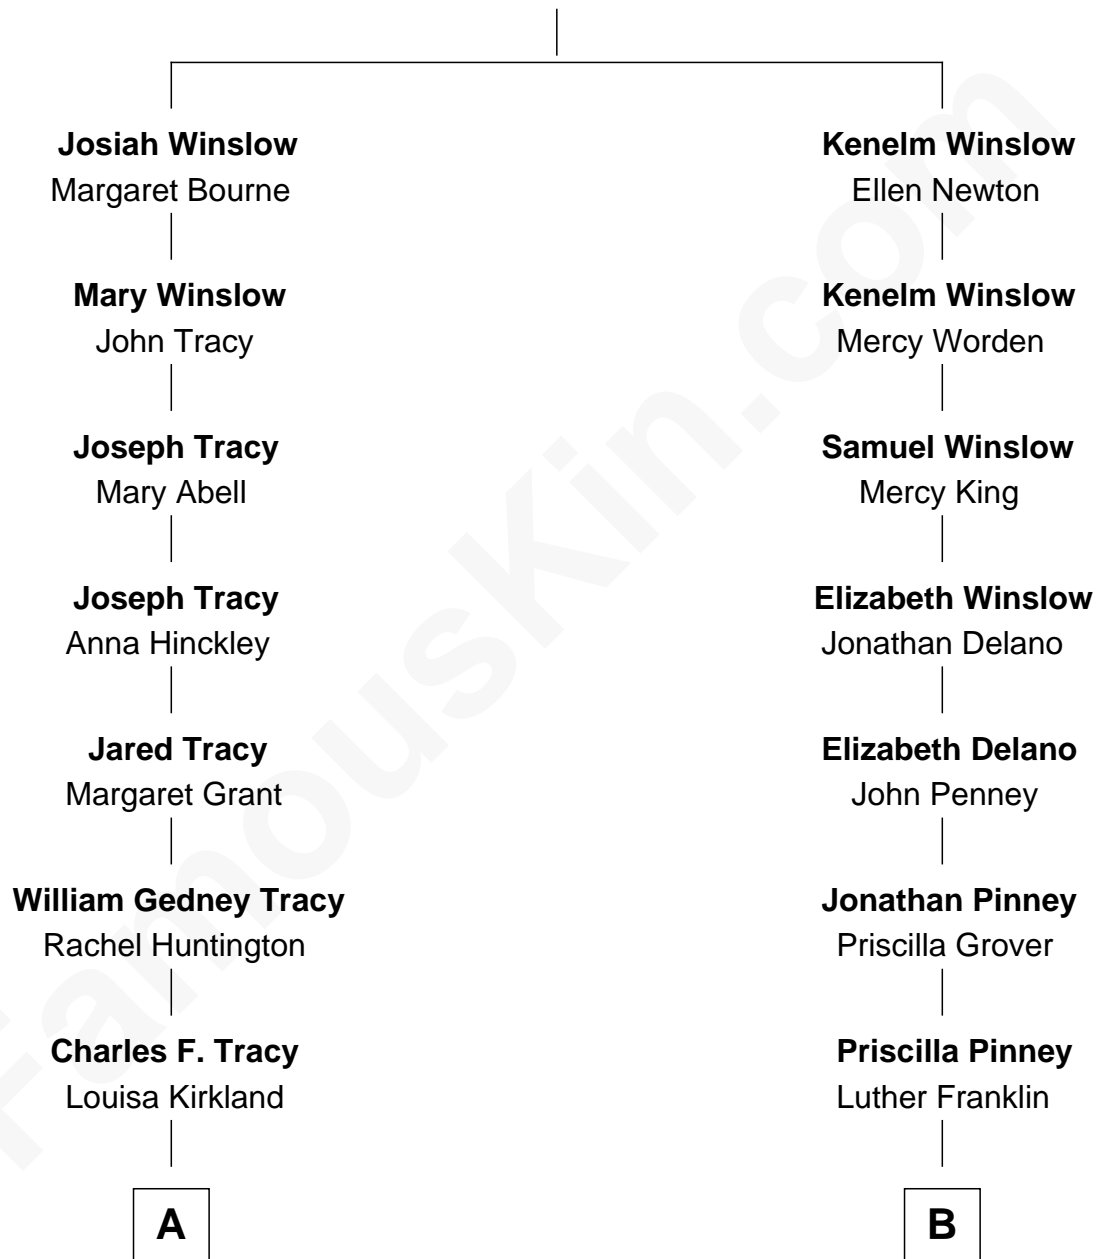 Josiah Winslow
Margaret Bourne
Mary Winslow
John Tracy
Joseph Tracy
Mary Abell
Joseph Tracy
Anna Hinckley
Jared Tracy
Margaret Grant
William Gedney Tracy
Rachel Huntington
Charles F. Tracy
Louisa Kirkland
A
Kenelm Winslow
Ellen Newton
Kenelm Winslow
Mercy Worden
Samuel Winslow
Mercy King
Elizabeth Winslow
Jonathan Delano
Elizabeth Delano
John Penney
Jonathan Pinney
Priscilla Grover
Priscilla Pinney
Luther Franklin
B
FamousKin.com